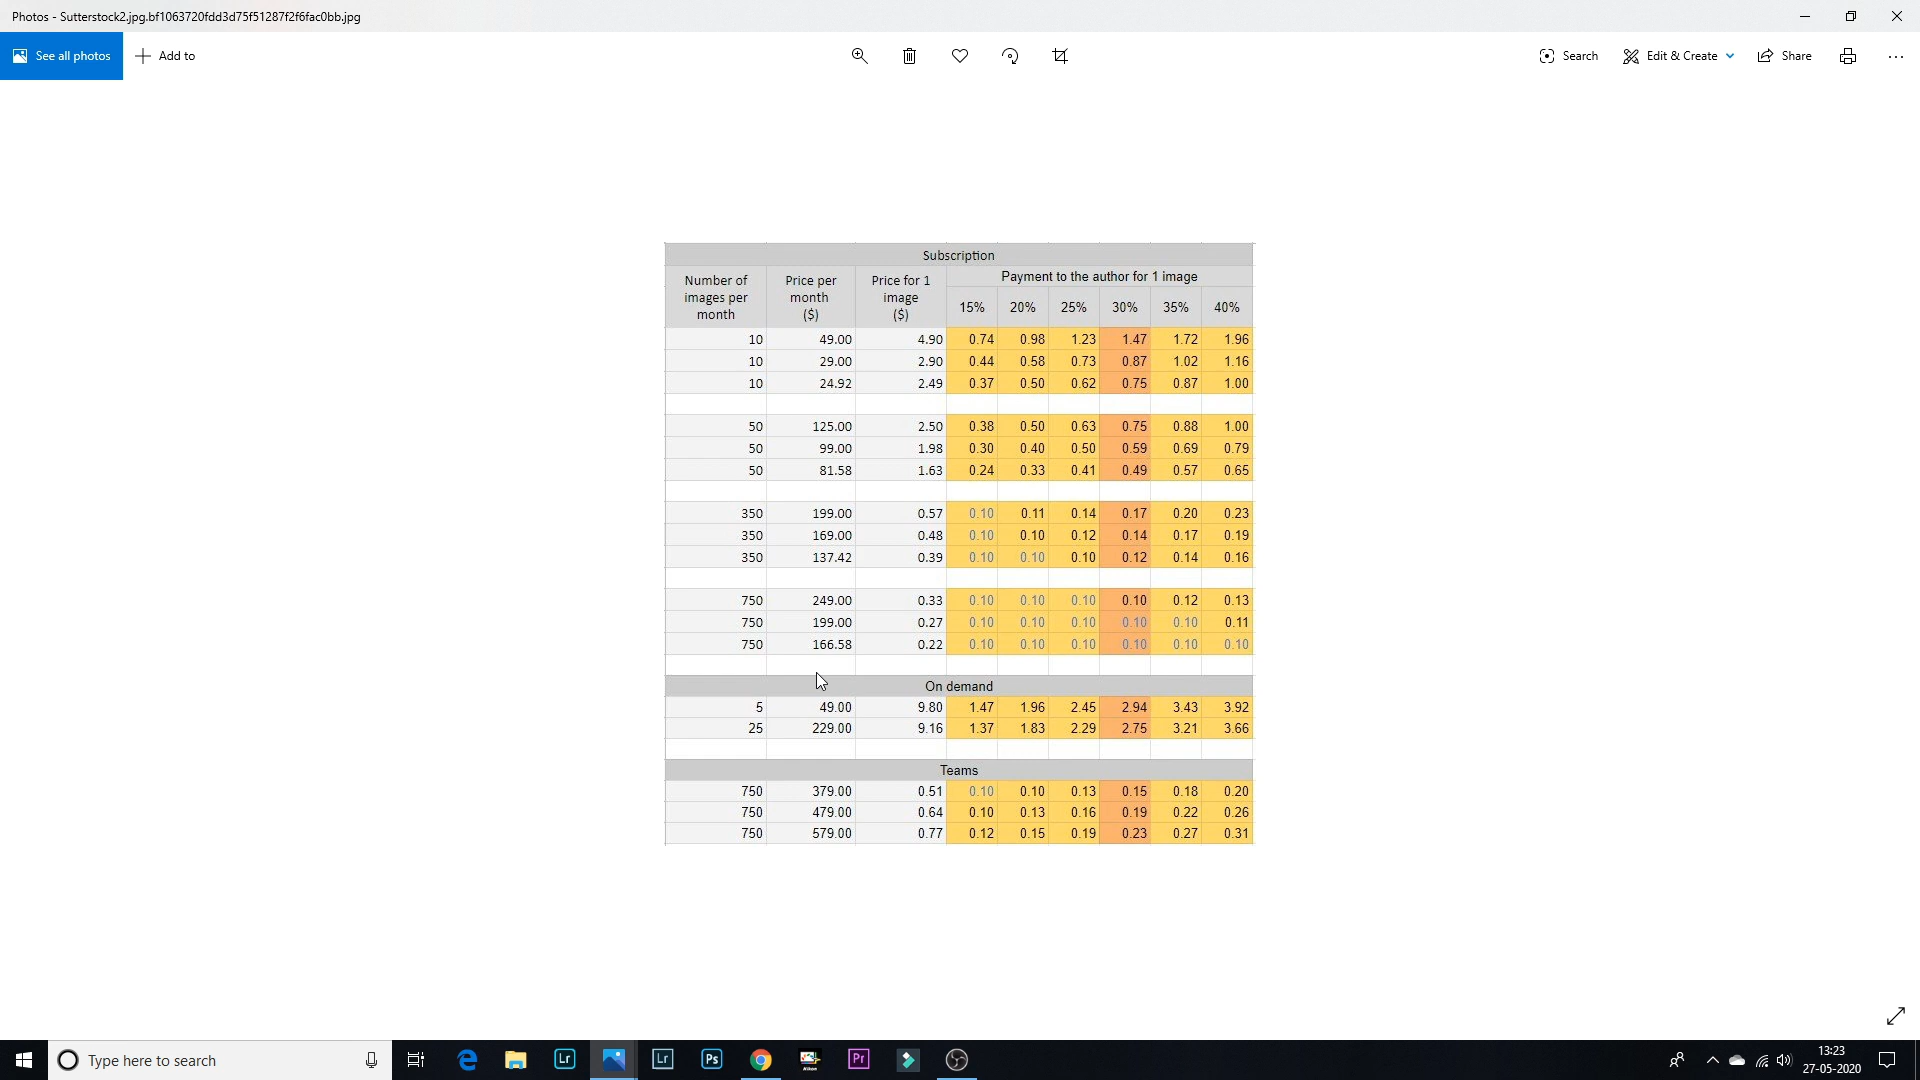 Photos - Sutterstock2.jpg.bf1063720fdd3d75f51287f2f6fac0bb.jpg
See all photos Add to Search Edit & Create Share
Subscription
Number of images per month Price per month ($) Price for 1 image ($) Payment to the author for 1 image
15% 20% 25% 30% 35% 40%
10 49.00 4.90 0.74 0.98 1.23 1.47 1.72 1.96
10 29.00 2.90 0.44 0.58 0.73 0.87 1.02 1.16
10 24.92 2.49 0.37 0.50 0.62 0.75 0.87 1.00
50 125.00 2.50 0.38 0.50 0.63 0.75 0.88 1.00
50 99.00 1.98 0.30 0.40 0.50 0.59 0.69 0.79
50 81.58 1.63 0.24 0.33 0.41 0.49 0.57 0.65
350 199.00 0.57 0.10 0.11 0.14 0.17 0.20 0.23
350 169.00 0.48 0.10 0.10 0.12 0.14 0.17 0.19
350 137.42 0.39 0.10 0.10 0.10 0.12 0.14 0.16
750 249.00 0.33 0.10 0.10 0.10 0.10 0.12 0.13
750 199.00 0.27 0.10 0.10 0.10 0.10 0.10 0.11
750 166.58 0.22 0.10 0.10 0.10 0.10 0.10 0.10
On demand
5 49.00 9.80 1.47 1.96 2.45 2.94 3.43 3.92
25 229.00 9.16 1.37 1.83 2.29 2.75 3.21 3.66
Teams
750 379.00 0.51 0.10 0.10 0.13 0.15 0.18 0.20
750 479.00 0.64 0.10 0.13 0.16 0.19 0.22 0.26
750 579.00 0.77 0.12 0.15 0.19 0.23 0.27 0.31
Type here to search Lr Lr Ps Nikon Pr 13:23
27-05-2020